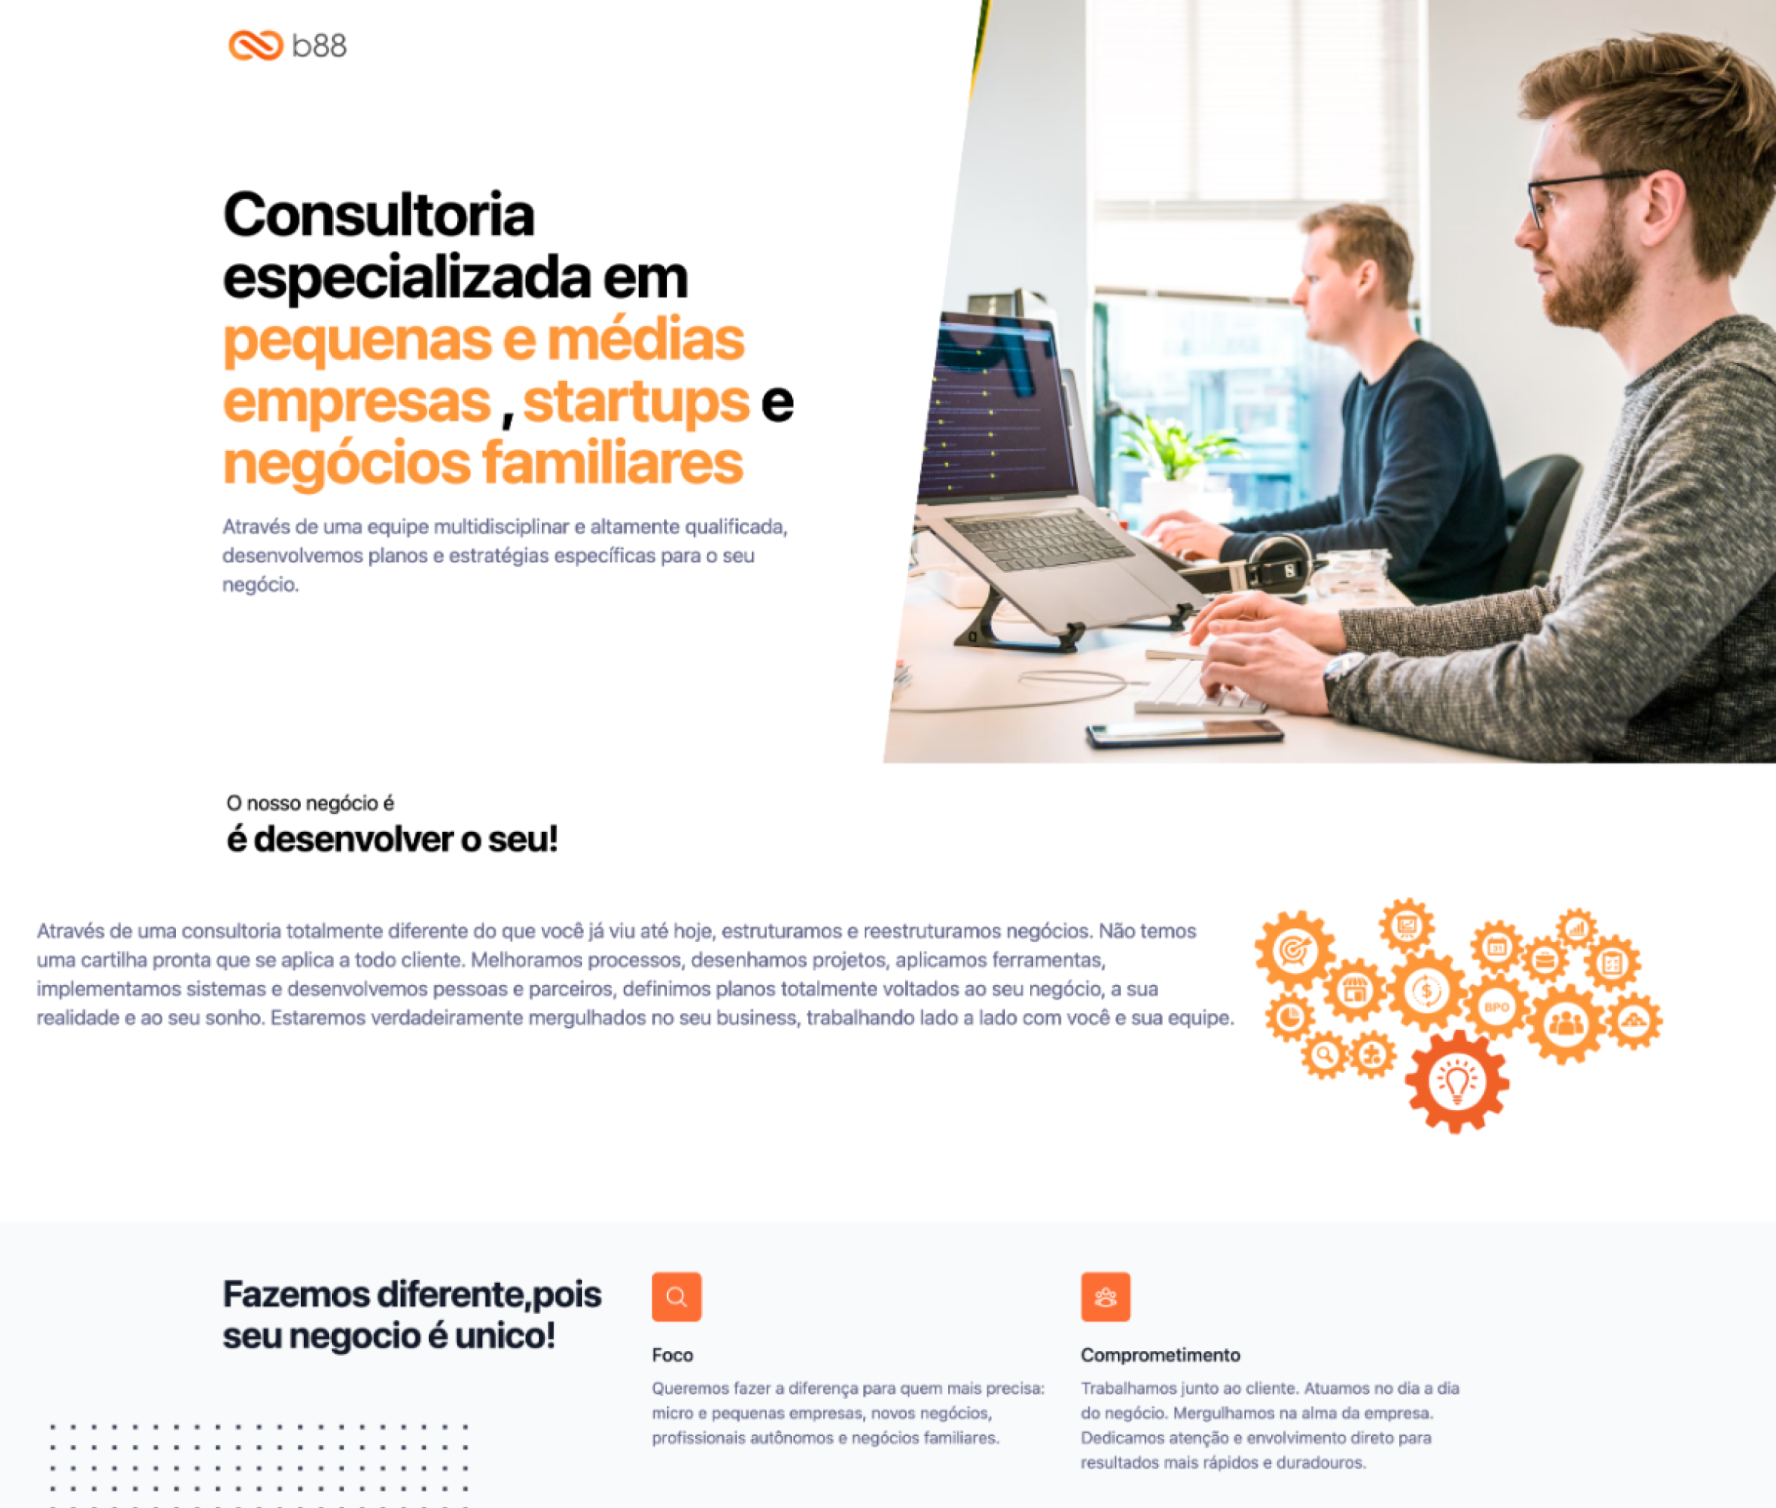 b88
Consultoria
especializada em
pequenas e médias
empresas , startups e
negócios familiares
Através de uma equipe multidisciplinar e altamente qualificada,
desenvolvemos planos e estratégias específicas para o seu
negócio.
O nosso negócio é
é desenvolver o seu!
Através de uma consultoria totalmente diferente do que você já viu até hoje, estruturamos e reestruturamos negócios. Não temos
uma cartilha pronta que se aplica a todo cliente. Melhoramos processos, desenhamos projetos, aplicamos ferramentas,
implementamos sistemas e desenvolvemos pessoas e parceiros, definimos planos totalmente voltados ao seu negócio, a sua
realidade e ao seu sonho. Estaremos verdadeiramente mergulhados no seu business, trabalhando lado a lado com você e sua equipe.
$
BPO
Fazemos diferente,pois
seu negocio é unico!
Foco
Queremos fazer a diferença para quem mais precisa:
micro e pequenas empresas, novos negócios,
profissionais autônomos e negócios familiares.
Comprometimento
Trabalhamos junto ao cliente. Atuamos no dia a dia
do negócio. Mergulhamos na alma da empresa.
Dedicamos atenção e envolvimento direto para
resultados mais rápidos e duradouros.